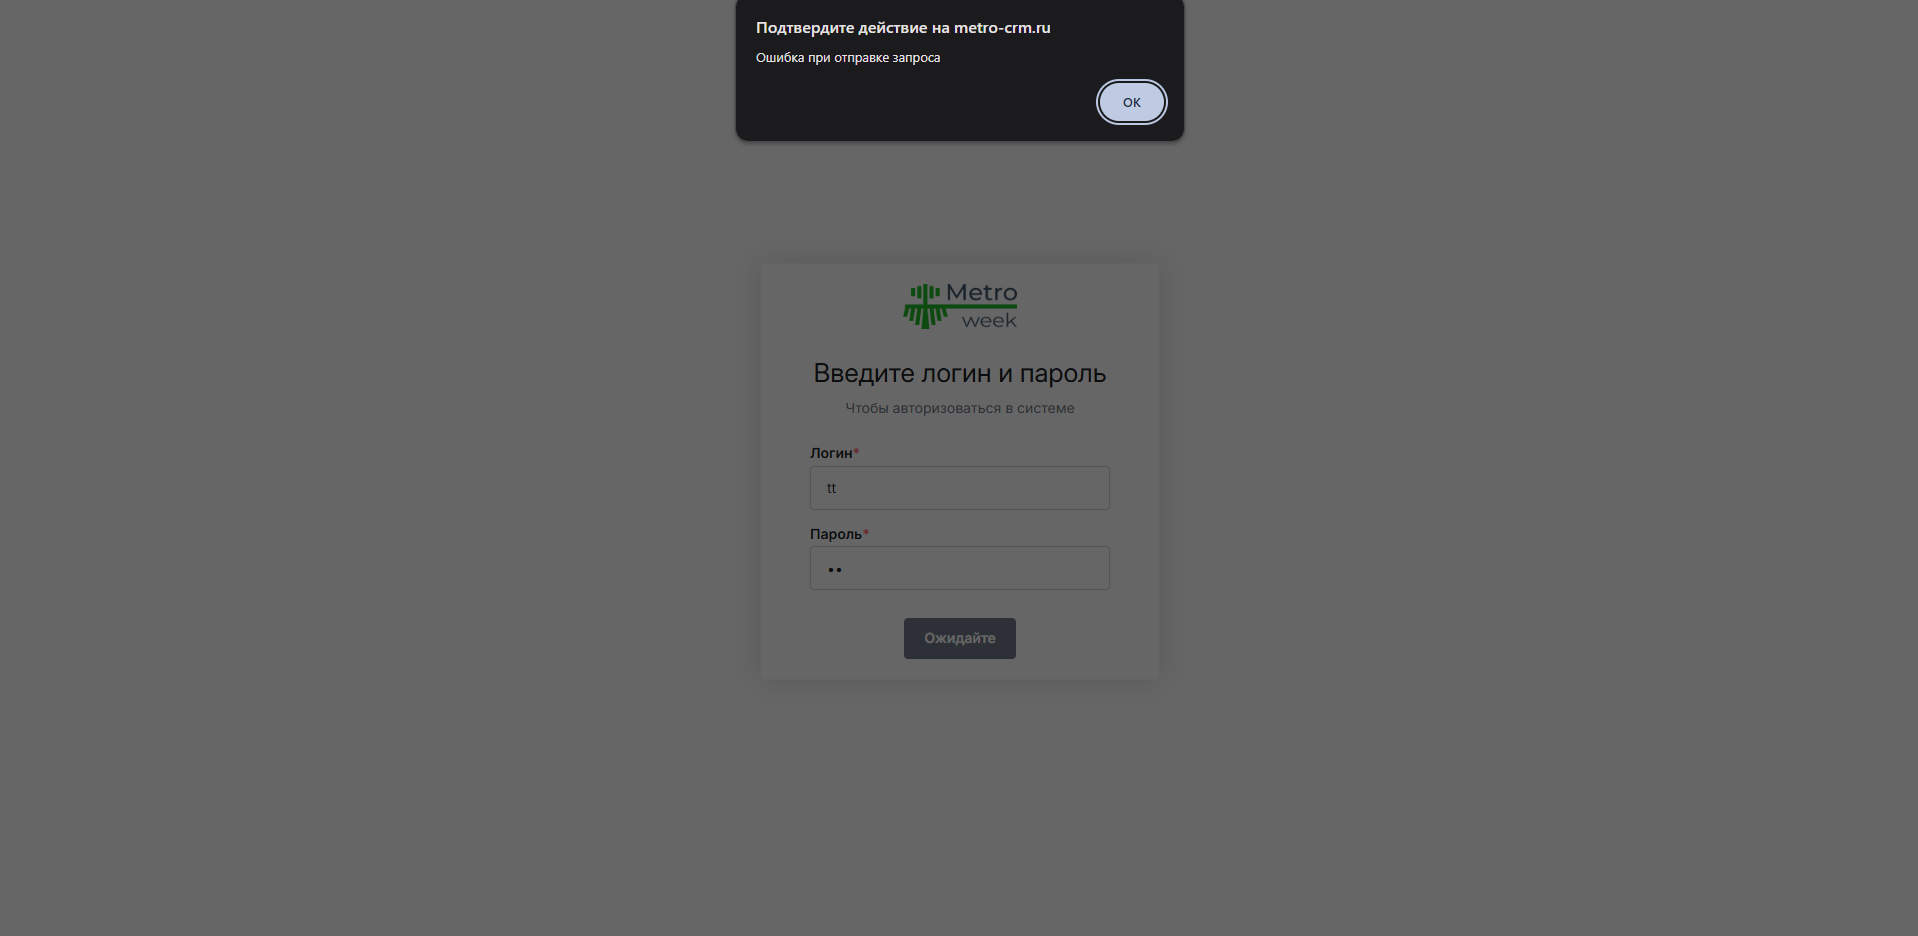 Подтвердите действие на metro-crm.ru
Ошибка при отправке запроса
ОК
Metro
week
Введите логин и пароль
Чтобы авторизоваться в системе
Логин*
tt
Пароль*
••
Ожидайте